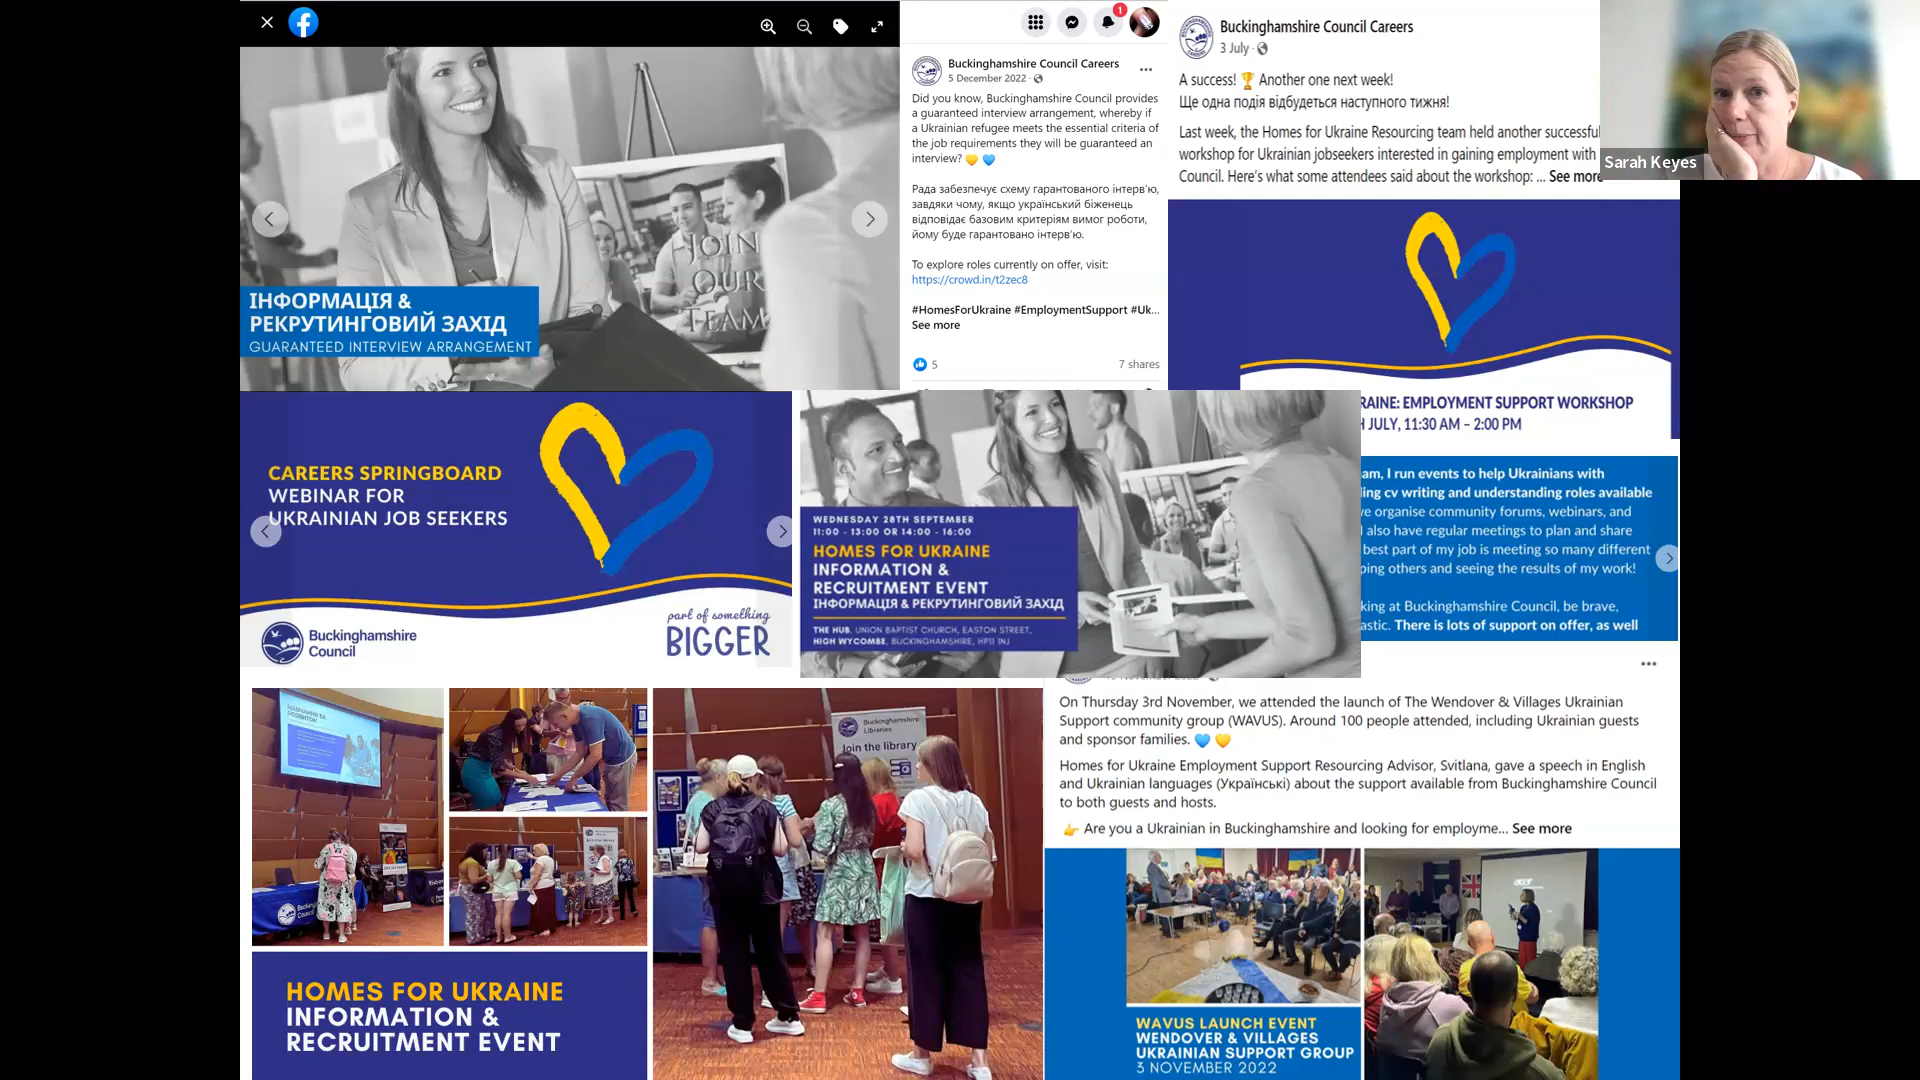 JOIN
OUR
TEAM
ІНФОРМАЦІЯ &
РЕКРУТИНГОВИЙ ЗАХІД
GUARANTEED INTERVIEW ARRANGEMENT
1
Buckinghamshire Council Careers
5 December 2022
Did you know, Buckinghamshire Council provides
a guaranteed interview arrangement, whereby if
a Ukrainian refugee meets the essential criteria of
the job requirements they will be guaranteed an
interview? 💛 💙
Рада забезпечує схему гарантованого інтерв'ю,
завдяки чому, якщо український біженець
відповідає базовим критеріям вимог роботи,
йому буде гарантовано інтерв'ю.
To explore roles currently on offer, visit:
https://crowd.in/t2zec8
#HomesForUkraine #EmploymentSupport #Uk...
See more
5
7 shares
Buckinghamshire Council Careers
3 July
A success! 🏆 Another one next week!
Ще одна подія відбудеться наступного тижня!
Last week, the Homes for Ukraine Resourcing team held another successful
workshop for Ukrainian jobseekers interested in gaining employment with
Council. Here's what some attendees said about the workshop: ... See more
Sarah Keyes
RAINE: EMPLOYMENT SUPPORT WORKSHOP
H JULY, 11:30 AM – 2:00 PM
am, I run events to help Ukrainians with
ing cv writing and understanding roles available
ve organise community forums, webinars, and
I also have regular meetings to plan and share
best part of my job is meeting so many different
ping others and seeing the results of my work!
king at Buckinghamshire Council, be brave,
astic. There is lots of support on offer, as well
CAREERS SPRINGBOARD
WEBINAR FOR
UKRAINIAN JOB SEEKERS
Buckinghamshire
Council
part of something
BIGGER
WEDNESDAY 28TH SEPTEMBER
11:00 - 13:00 OR 14:00 - 16:00
HOMES FOR UKRAINE
INFORMATION &
RECRUITMENT EVENT
ІНФОРМАЦІЯ & РЕКРУТИНГОВИЙ ЗАХІД
THE HUB, UNION BAPTIST CHURCH, EASTON STREET,
HIGH WYCOMBE, BUCKINGHAMSHIRE, HP11 1NJ
НАВЧАННЯ ТА
РОЗВИТОК
Buckinghamshire
Libraries
Join the library
HOMES FOR UKRAINE
INFORMATION &
RECRUITMENT EVENT
On Thursday 3rd November, we attended the launch of The Wendover & Villages Ukrainian
Support community group (WAVUS). Around 100 people attended, including Ukrainian guests
and sponsor families. 💙 💛
Homes for Ukraine Employment Support Resourcing Advisor, Svitlana, gave a speech in English
and Ukrainian languages (Українські) about the support available from Buckinghamshire Council
to both guests and hosts.
👉 Are you a Ukrainian in Buckinghamshire and looking for employme... See more
acer
WAVUS LAUNCH EVENT
WENDOVER & VILLAGES
UKRAINIAN SUPPORT GROUP
3 NOVEMBER 2022